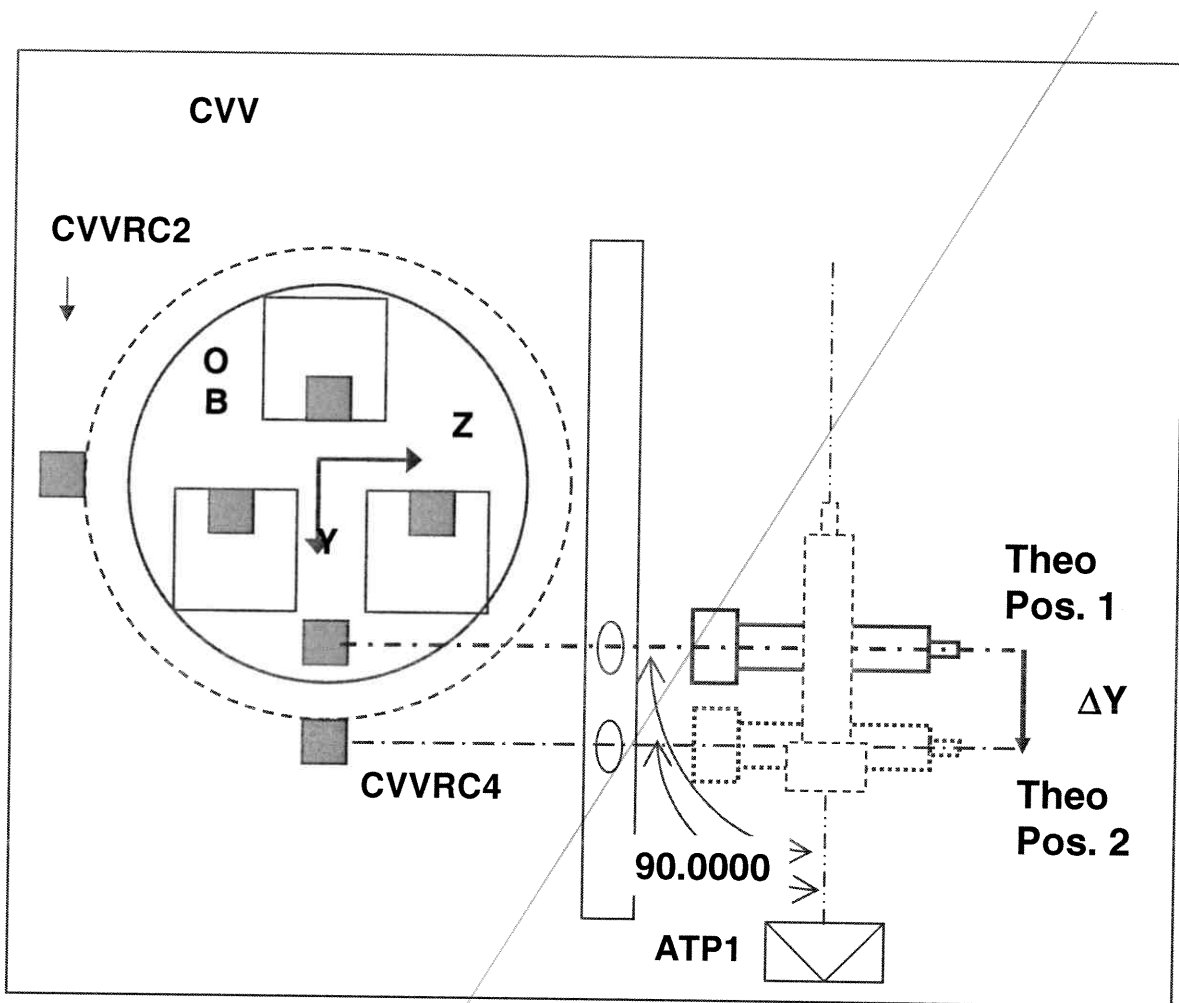 CVV
CVVRC2
O
B
Z
Y
Theo
Pos. 1
ΔY
CVVRC4
Theo
Pos. 2
90.0000
ATP1